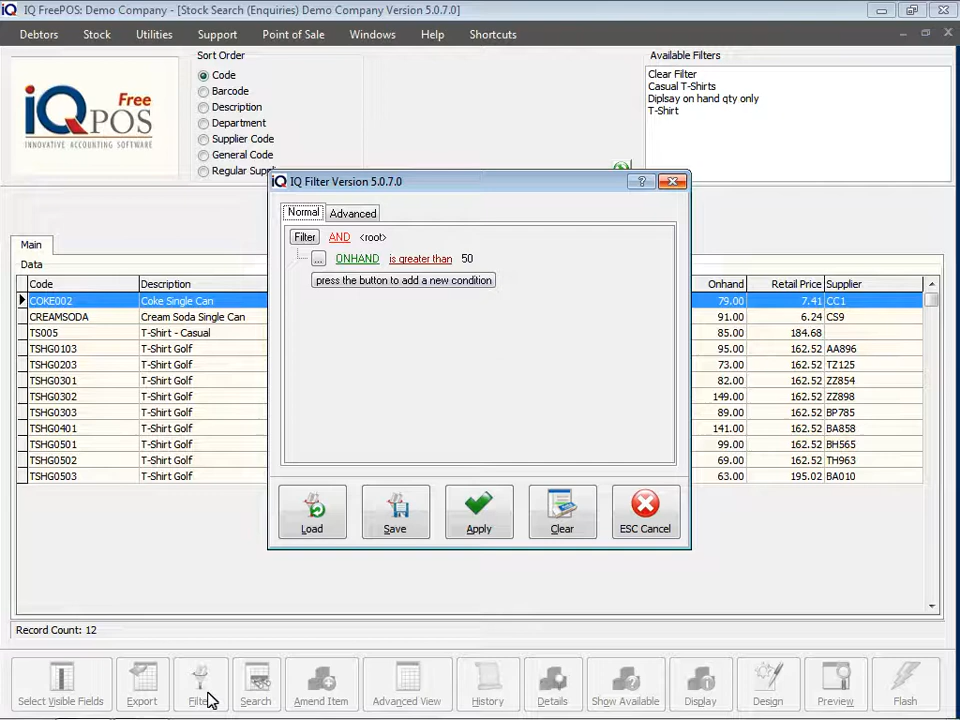 IQ FreePOS: Demo Company - [Stock Search (Enquiries) Demo Company Version 5.0.7.0]
Debtors Stock Utilities Support Point of Sale Windows Help Shortcuts
iQ Free POS
INNOVATIVE ACCOUNTING SOFTWARE
Sort Order
Code
Barcode
Description
Department
Supplier Code
General Code
Regular
Available Filters
Clear Filter
Casual T-Shirts
Diplsay on hand qty only
T-Shirt
IQ Filter Version 5.0.7.0
Normal Advanced
Filter AND <root>
... ONHAND is greater than 50
press the button to add a new condition
Load Save Apply Clear ESC Cancel
Main
Data
Code Description Onhand Retail Price Supplier
COKE002 Coke Single Can 79.00 7.41 CC1
CREAMSODA Cream Soda Single Can 91.00 6.24 CS9
TS005 T-Shirt - Casual 85.00 184.68
TSHG0103 T-Shirt Golf 95.00 162.52 AA896
TSHG0203 T-Shirt Golf 73.00 162.52 TZ125
TSHG0301 T-Shirt Golf 82.00 162.52 ZZ854
TSHG0302 T-Shirt Golf 149.00 162.52 ZZ898
TSHG0303 T-Shirt Golf 89.00 162.52 BP785
TSHG0401 T-Shirt Golf 141.00 162.52 BA858
TSHG0501 T-Shirt Golf 99.00 162.52 BH565
TSHG0502 T-Shirt Golf 69.00 162.52 TH963
TSHG0503 T-Shirt Golf 63.00 195.02 BA010
Record Count: 12
Select Visible Fields Export Filter Search Amend Item Advanced View History Details Show Available Display Design Preview Flash